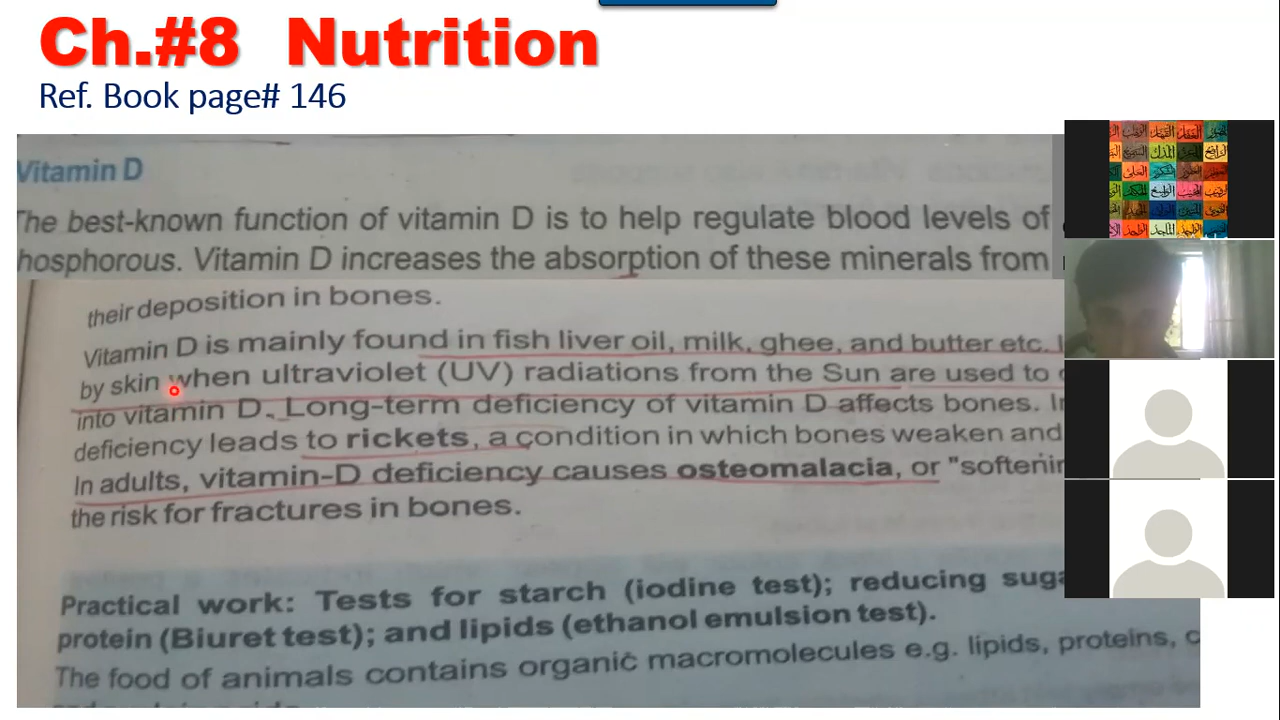 Ch.#8 Nutrition
Ref. Book page# 146
Vitamin D
The best-known function of vitamin D is to help regulate blood levels of
hosphorous. Vitamin D increases the absorption of these minerals from
their deposition in bones.
Vitamin D is mainly found in fish liver oil, milk, ghee, and butter etc.
by skin when ultraviolet (UV) radiations from the Sun are used to
into vitamin D. Long-term deficiency of vitamin D affects bones. In
deficiency leads to rickets, a condition in which bones weaken and
In adults, vitamin-D deficiency causes osteomalacia, or "softenin
the risk for fractures in bones.
Practical work: Tests for starch (iodine test); reducing suga
protein (Biuret test); and lipids (ethanol emulsion test).
The food of animals contains organic macromolecules e.g. lipids, proteins, c